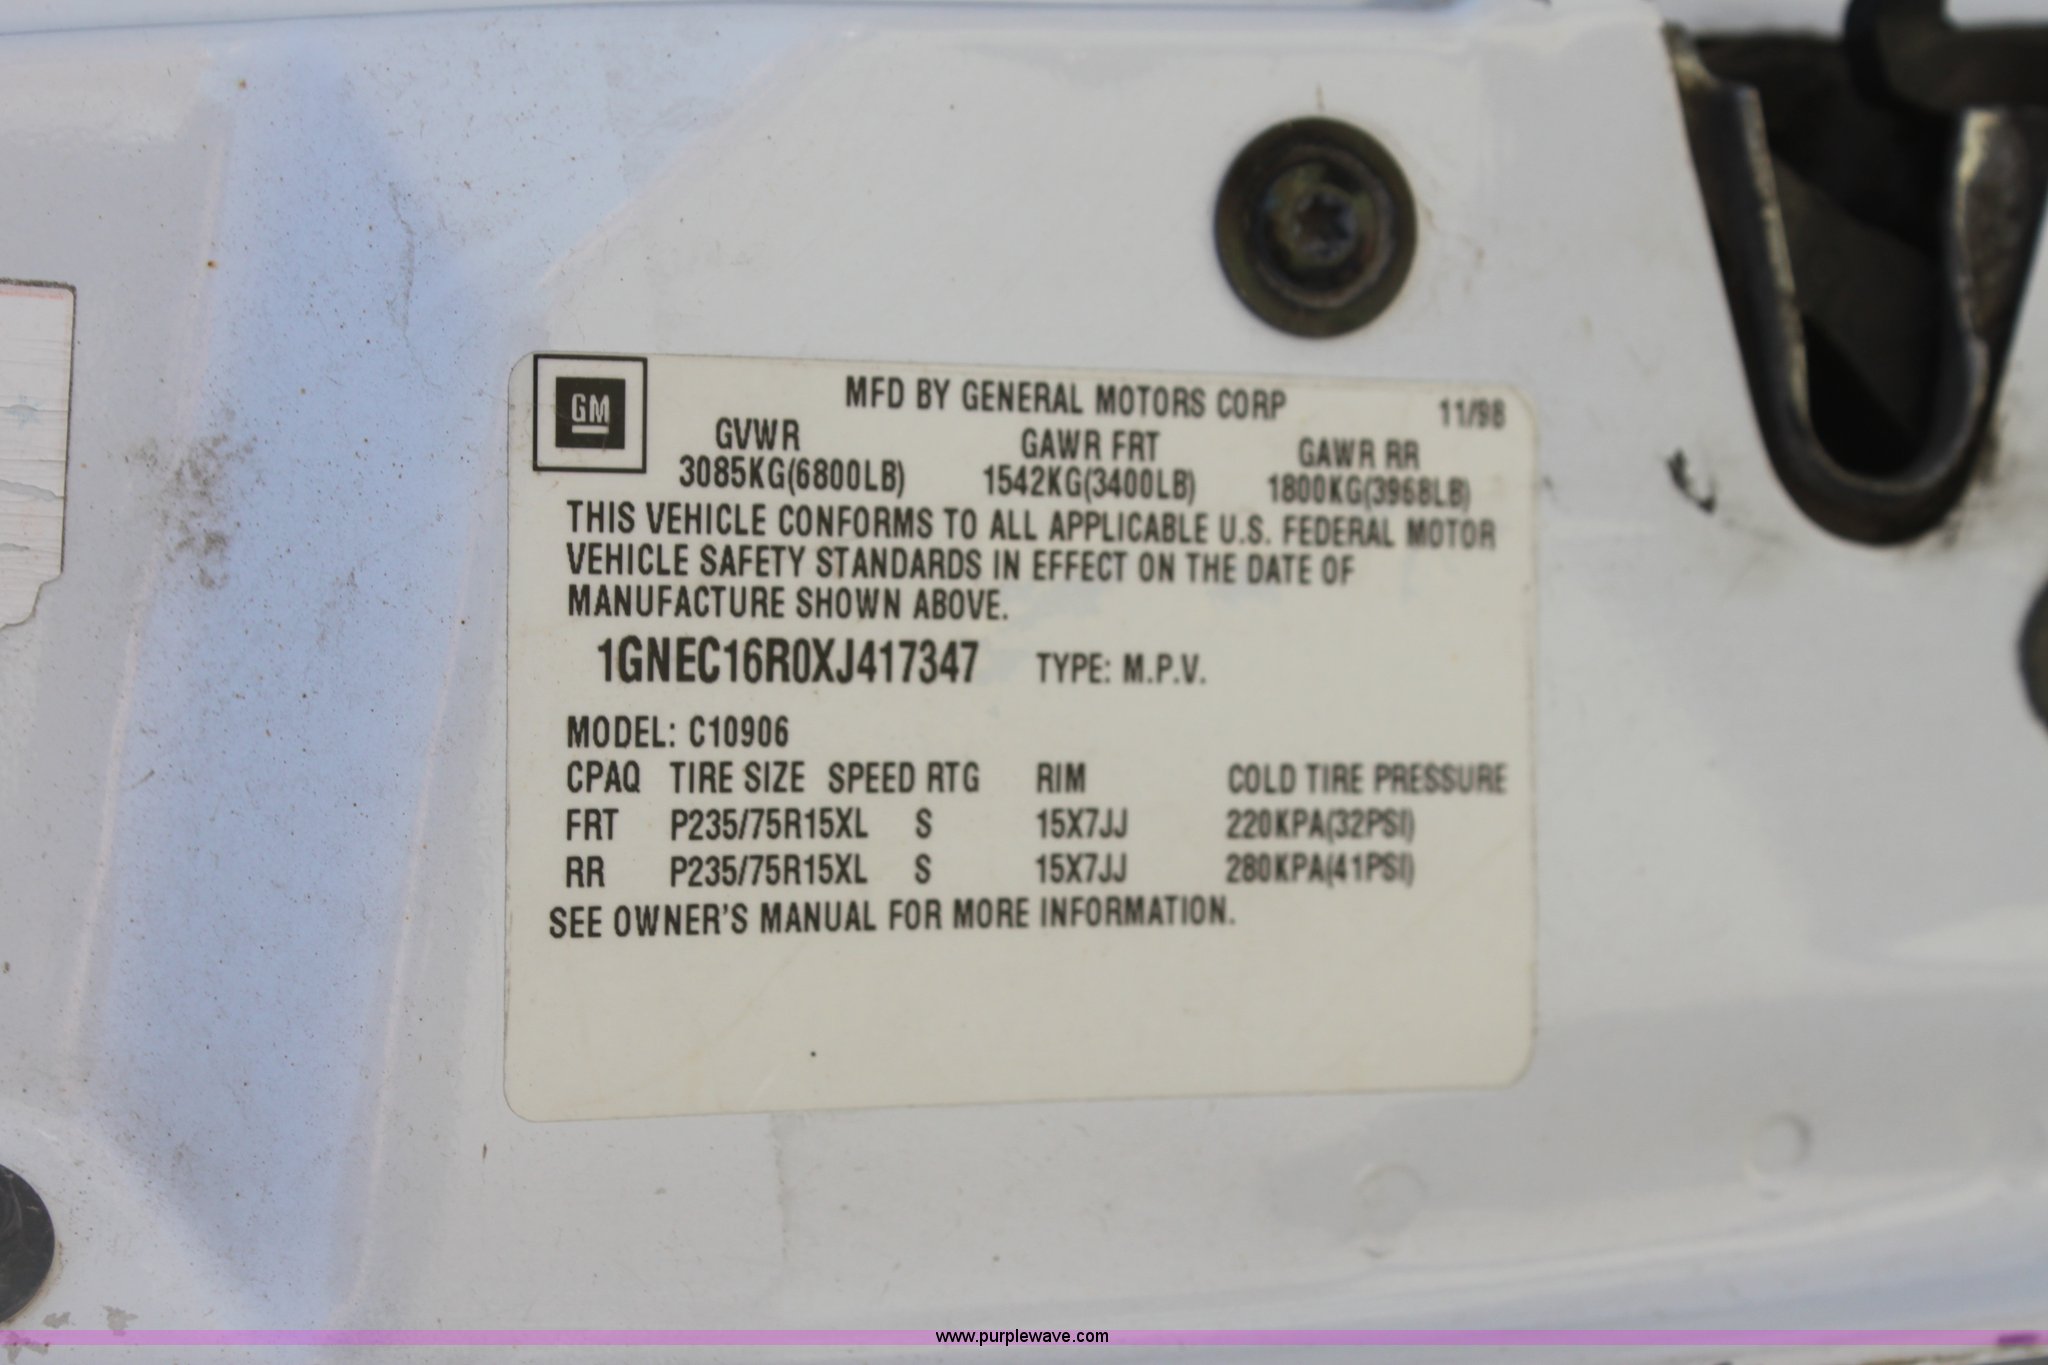 GM
MFD BY GENERAL MOTORS CORP 11/98
GVWR GAWR FRT GAWR RR
3085KG(6800LB) 1542KG(3400LB) 1800KG(3968LB)
THIS VEHICLE CONFORMS TO ALL APPLICABLE U.S. FEDERAL MOTOR
VEHICLE SAFETY STANDARDS IN EFFECT ON THE DATE OF
MANUFACTURE SHOWN ABOVE.
1GNEC16R0XJ417347 TYPE: M.P.V.
MODEL: C10906
CPAQ TIRE SIZE SPEED RTG RIM COLD TIRE PRESSURE
FRT P235/75R15XL S 15X7JJ 220KPA(32PSI)
RR P235/75R15XL S 15X7JJ 280KPA(41PSI)
SEE OWNER'S MANUAL FOR MORE INFORMATION.
www.purplewave.com